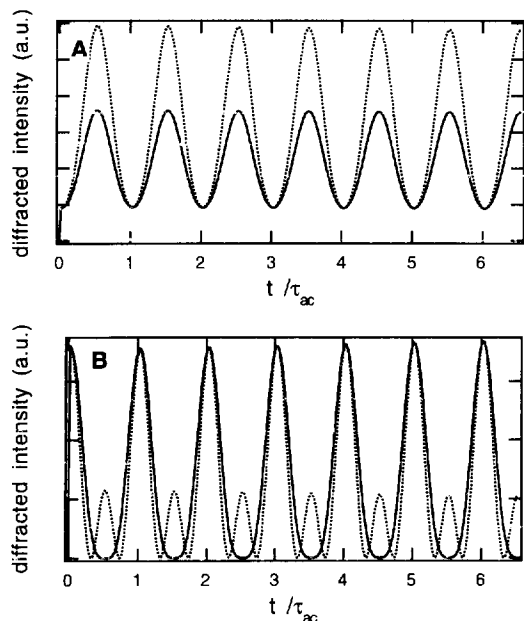 A
diffracted intensity (a.u.)
0 1 2 3 4 5 6
t /τac
B
diffracted intensity (a.u.)
0 1 2 3 4 5 6
t /τac